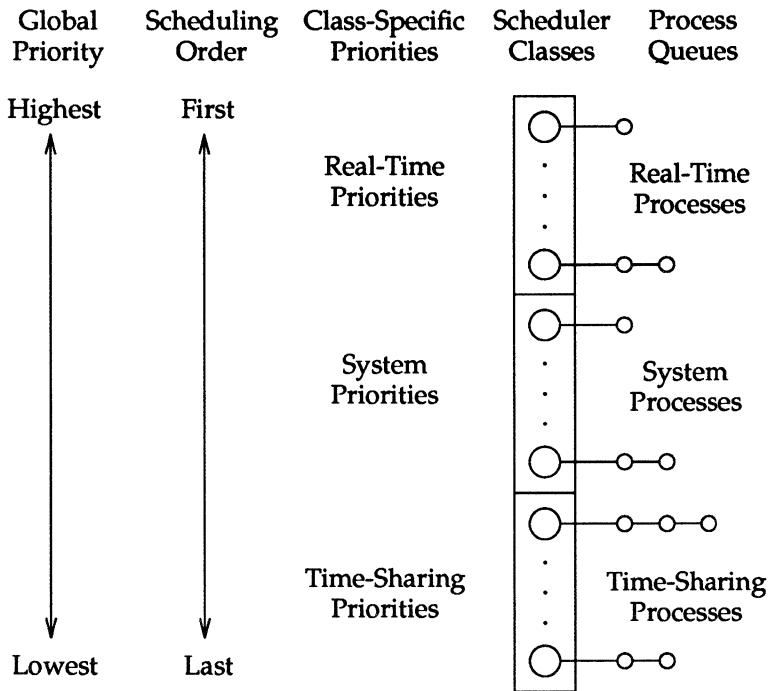 Global
Priority
Scheduling
Order
Class-Specific
Priorities
Scheduler
Classes
Process
Queues
Highest
First
Real-Time
Priorities
Real-Time
Processes
System
Priorities
System
Processes
Time-Sharing
Priorities
Time-Sharing
Processes
Lowest
Last